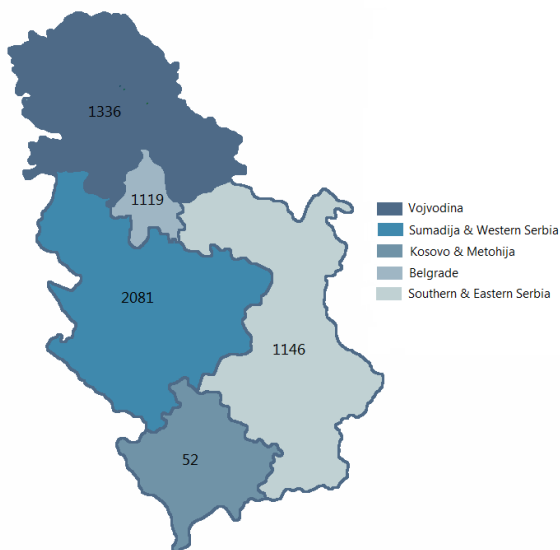 1336
1119
2081
1146
52
Vojvodina
Sumadija & Western Serbia
Kosovo & Metohija
Belgrade
Southern & Eastern Serbia